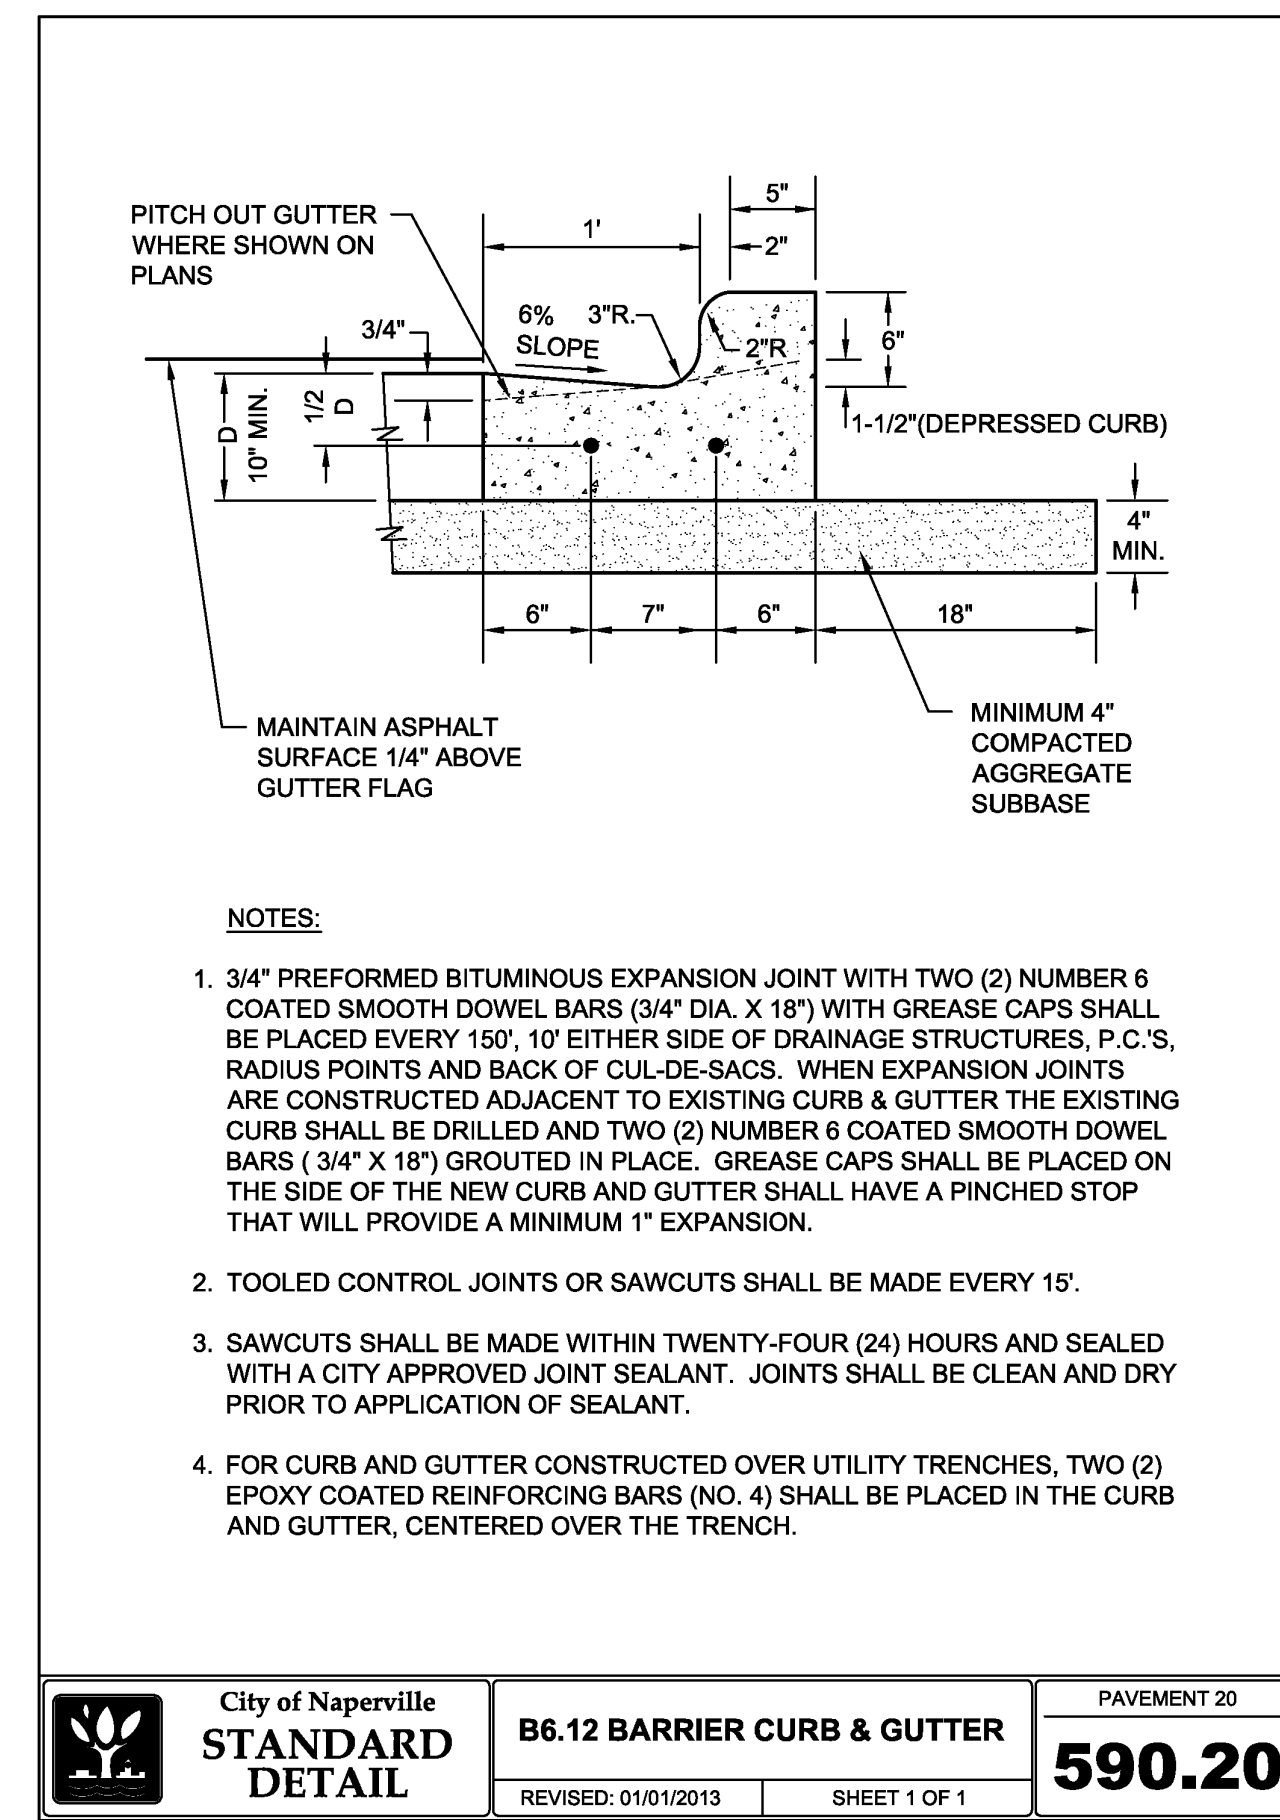 PITCH OUT GUTTER
WHERE SHOWN ON
PLANS
5"
1'
2"
6%
SLOPE
3"R.
3/4"
2"R
6"
D
10" MIN.
1/2
D
1-1/2"(DEPRESSED CURB)
4"
MIN.
6"
7"
6"
18"
MAINTAIN ASPHALT
SURFACE 1/4" ABOVE
GUTTER FLAG
MINIMUM 4"
COMPACTED
AGGREGATE
SUBBASE
NOTES:
1. 3/4" PREFORMED BITUMINOUS EXPANSION JOINT WITH TWO (2) NUMBER 6
COATED SMOOTH DOWEL BARS (3/4" DIA. X 18") WITH GREASE CAPS SHALL
BE PLACED EVERY 150', 10' EITHER SIDE OF DRAINAGE STRUCTURES, P.C.'S,
RADIUS POINTS AND BACK OF CUL-DE-SACS. WHEN EXPANSION JOINTS
ARE CONSTRUCTED ADJACENT TO EXISTING CURB & GUTTER THE EXISTING
CURB SHALL BE DRILLED AND TWO (2) NUMBER 6 COATED SMOOTH DOWEL
BARS ( 3/4" X 18") GROUTED IN PLACE. GREASE CAPS SHALL BE PLACED ON
THE SIDE OF THE NEW CURB AND GUTTER SHALL HAVE A PINCHED STOP
THAT WILL PROVIDE A MINIMUM 1" EXPANSION.
2. TOOLED CONTROL JOINTS OR SAWCUTS SHALL BE MADE EVERY 15'.
3. SAWCUTS SHALL BE MADE WITHIN TWENTY-FOUR (24) HOURS AND SEALED
WITH A CITY APPROVED JOINT SEALANT. JOINTS SHALL BE CLEAN AND DRY
PRIOR TO APPLICATION OF SEALANT.
4. FOR CURB AND GUTTER CONSTRUCTED OVER UTILITY TRENCHES, TWO (2)
EPOXY COATED REINFORCING BARS (NO. 4) SHALL BE PLACED IN THE CURB
AND GUTTER, CENTERED OVER THE TRENCH.
City of Naperville
STANDARD
DETAIL
B6.12 BARRIER CURB & GUTTER
REVISED: 01/01/2013
SHEET 1 OF 1
PAVEMENT 20
590.20